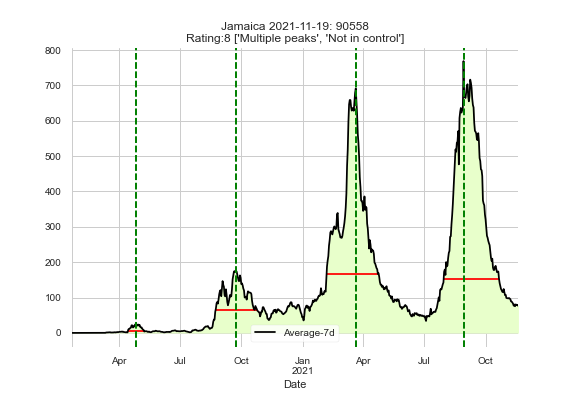 Jamaica 2021-11-19: 90558
Rating:8 ['Multiple peaks', 'Not in control']
800
700
600
500
400
300
200
100
0
Average-7d
Apr Jul Oct Jan Apr Jul Oct
2021
Date